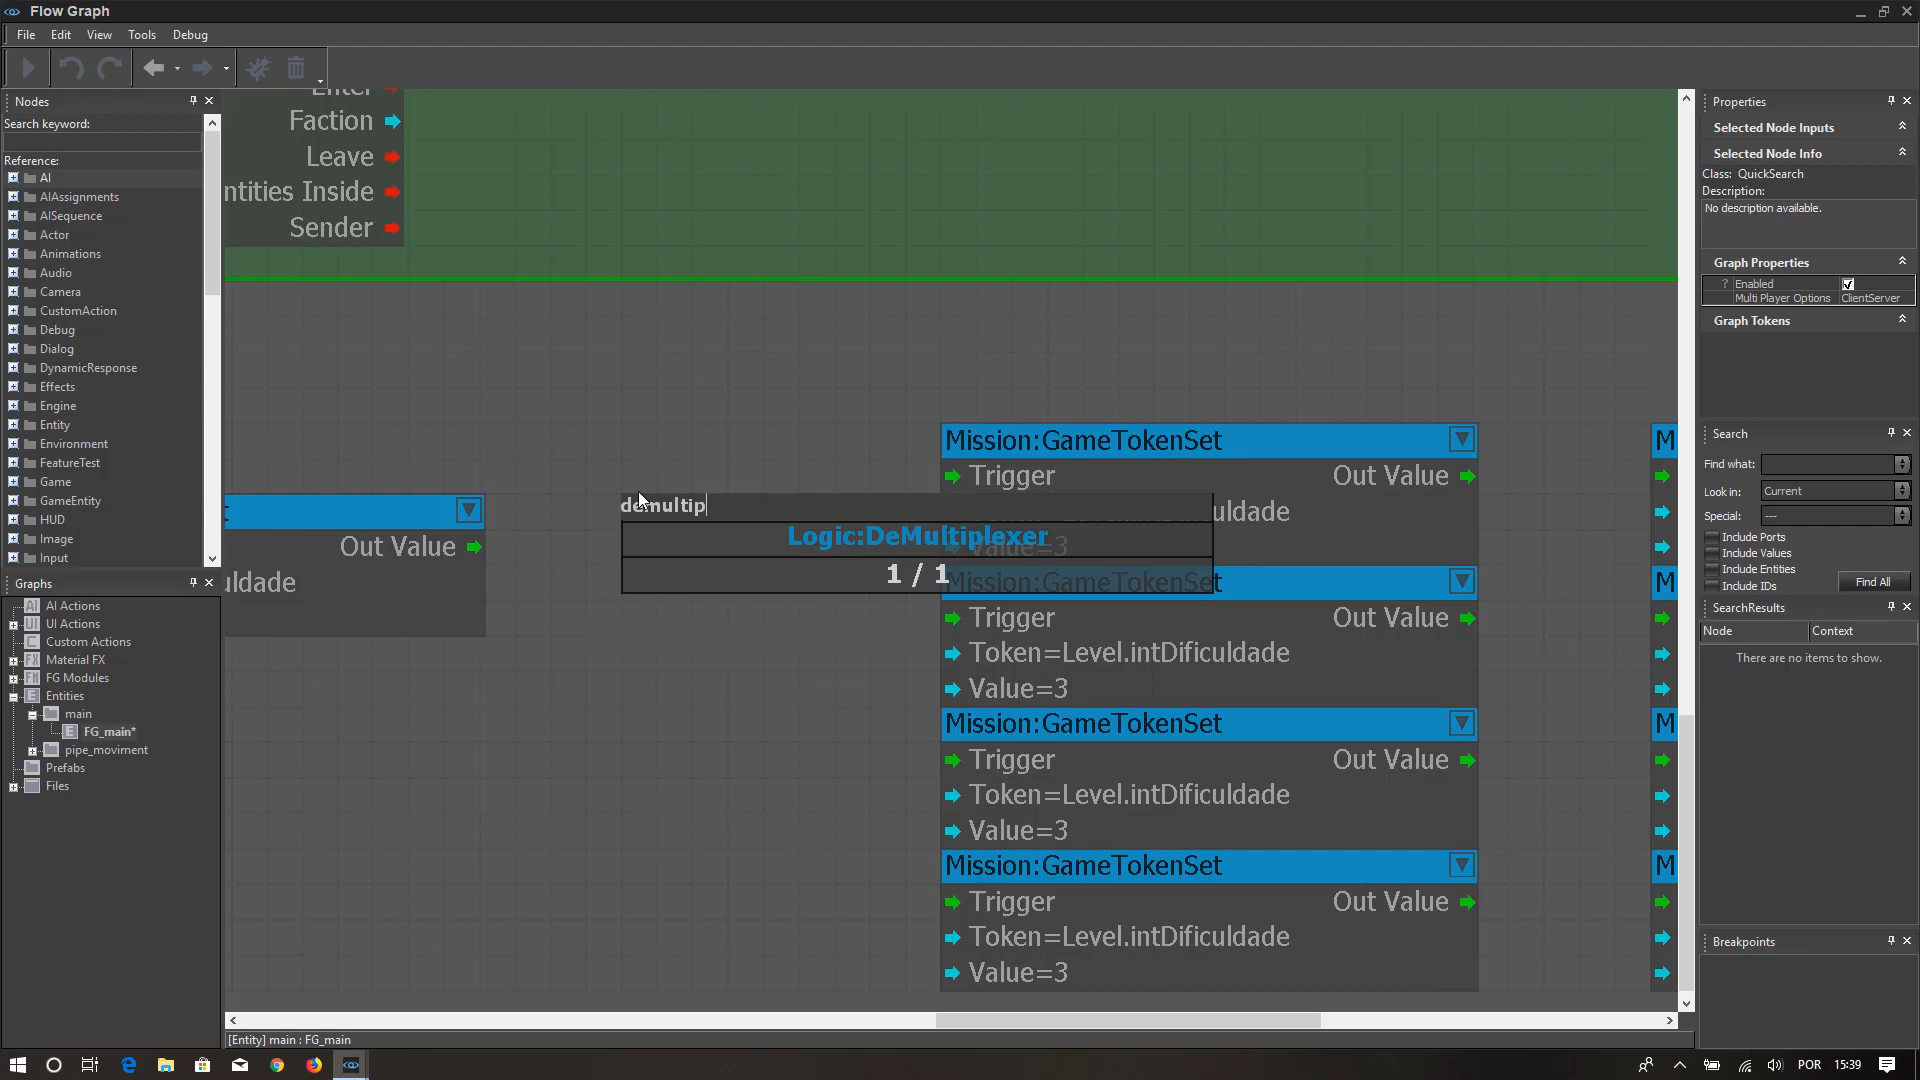 Flow Graph
File Edit View Tools Debug
Nodes
Search keyword:
Reference:
AI
AIAssignments
AISequence
Actor
Animations
Audio
Camera
CustomAction
Debug
Dialog
DynamicResponse
Effects
Engine
Entity
Environment
FeatureTest
Game
GameEntity
HUD
Image
Input
Graphs
AI Actions
UI Actions
Custom Actions
Material FX
FG Modules
Entities
main
FG_main*
pipe_moviment
Prefabs
Files
Enter
Faction
Leave
ntities Inside
Sender
Out Value
uldade
demultip
Logic:DeMultiplexer
1 / 1
Mission:GameTokenSet
Trigger Out Value
uldade
Value=3
Mission:GameTokenSet
Trigger Out Value
Token=Level.intDificuldade
Value=3
Mission:GameTokenSet
Trigger Out Value
Token=Level.intDificuldade
Value=3
Mission:GameTokenSet
Trigger Out Value
Token=Level.intDificuldade
Value=3
M
M
M
M
[Entity] main : FG_main
Properties
Selected Node Inputs
Selected Node Info
Class: QuickSearch
Description:
No description available.
Graph Properties
? Enabled
Multi Player Options ClientServer
Graph Tokens
Search
Find what:
Look in: Current
Special: ---
Include Ports
Include Values
Include Entities
Include IDs
Find All
SearchResults
Node Context
There are no items to show.
Breakpoints
POR 15:39